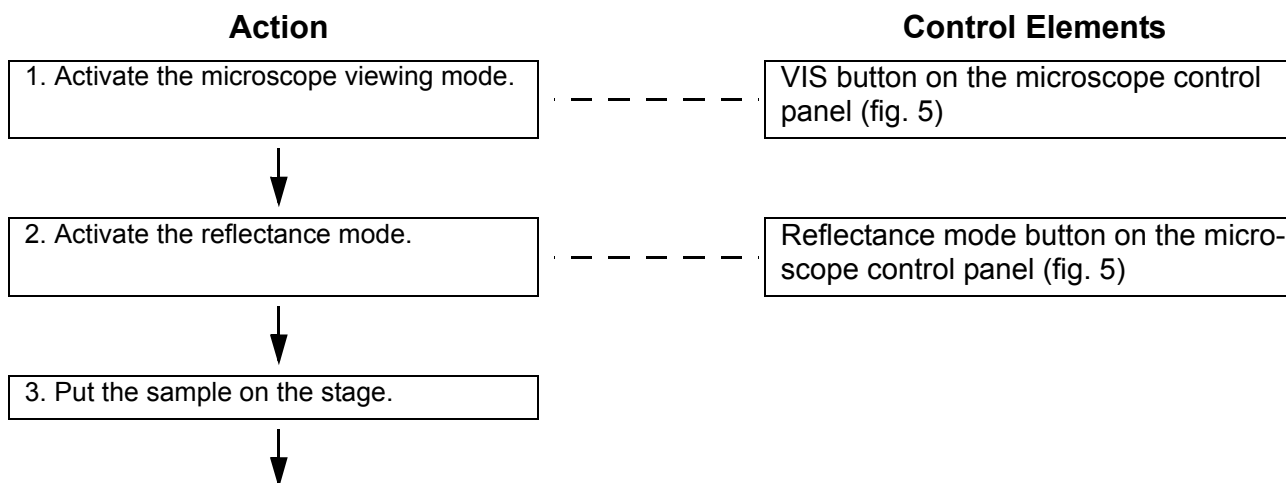 Action
Control Elements
1. Activate the microscope viewing mode.
VIS button on the microscope control
panel (fig. 5)
2. Activate the reflectance mode.
Reflectance mode button on the micro-
scope control panel (fig. 5)
3. Put the sample on the stage.